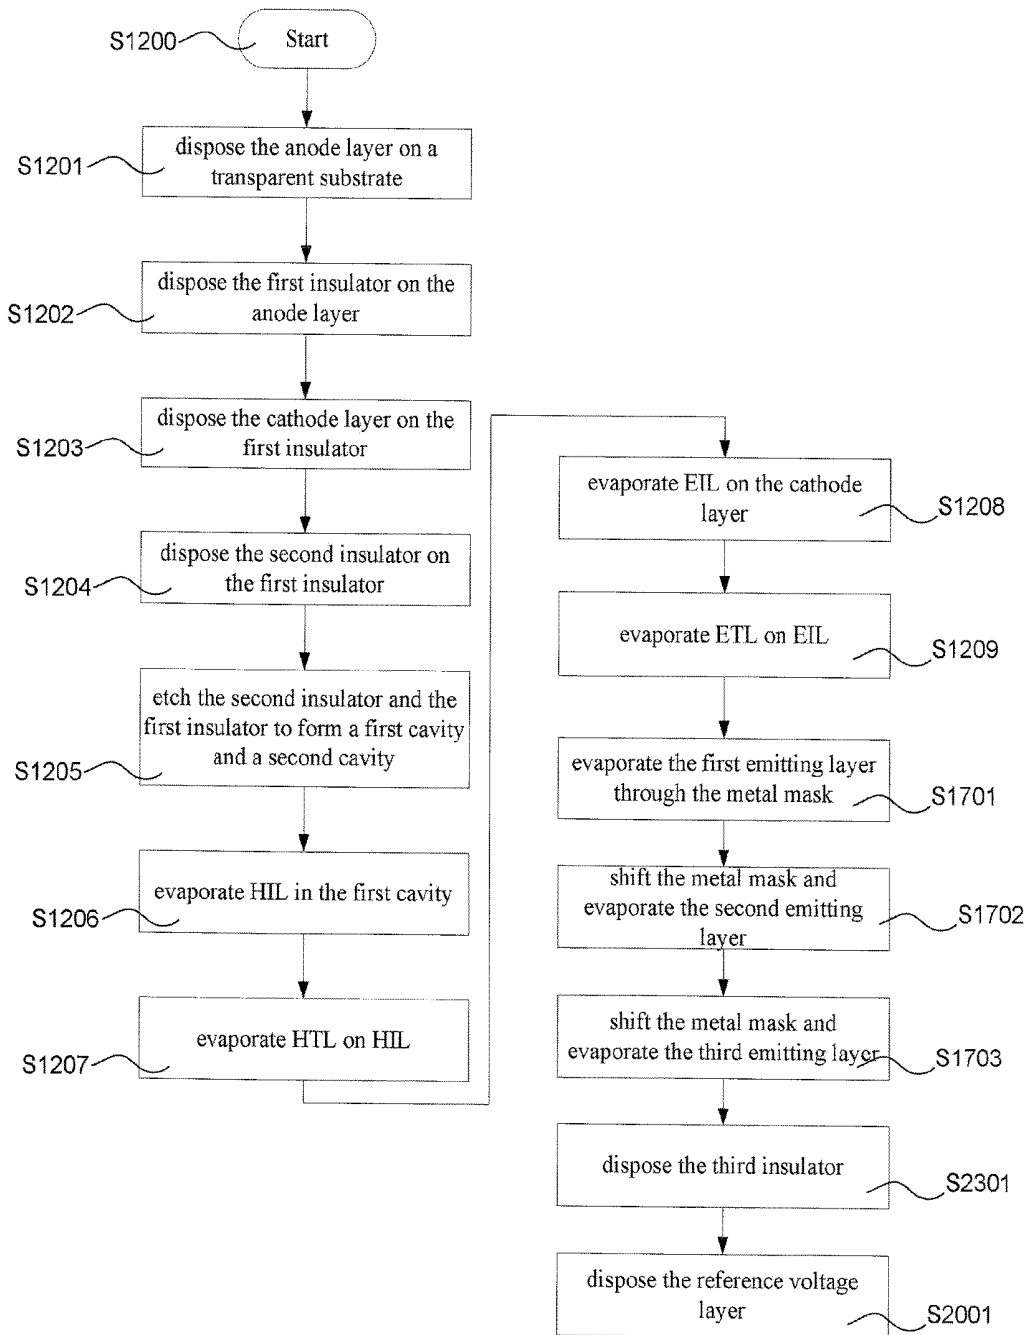 S1200
Start
S1201
dispose the anode layer on a
transparent substrate
S1202
dispose the first insulator on the
anode layer
S1203
dispose the cathode layer on the
first insulator
S1204
dispose the second insulator on
the first insulator
S1205
etch the second insulator and the
first insulator to form a first cavity
and a second cavity
S1206
evaporate HIL in the first cavity
S1207
evaporate HTL on HIL
evaporate EIL on the cathode
layer
S1208
evaporate ETL on EIL
S1209
evaporate the first emitting layer
through the metal mask
S1701
shift the metal mask and
evaporate the second emitting
layer
S1702
shift the metal mask and
evaporate the third emitting layer
S1703
dispose the third insulator
S2301
dispose the reference voltage
layer
S2001